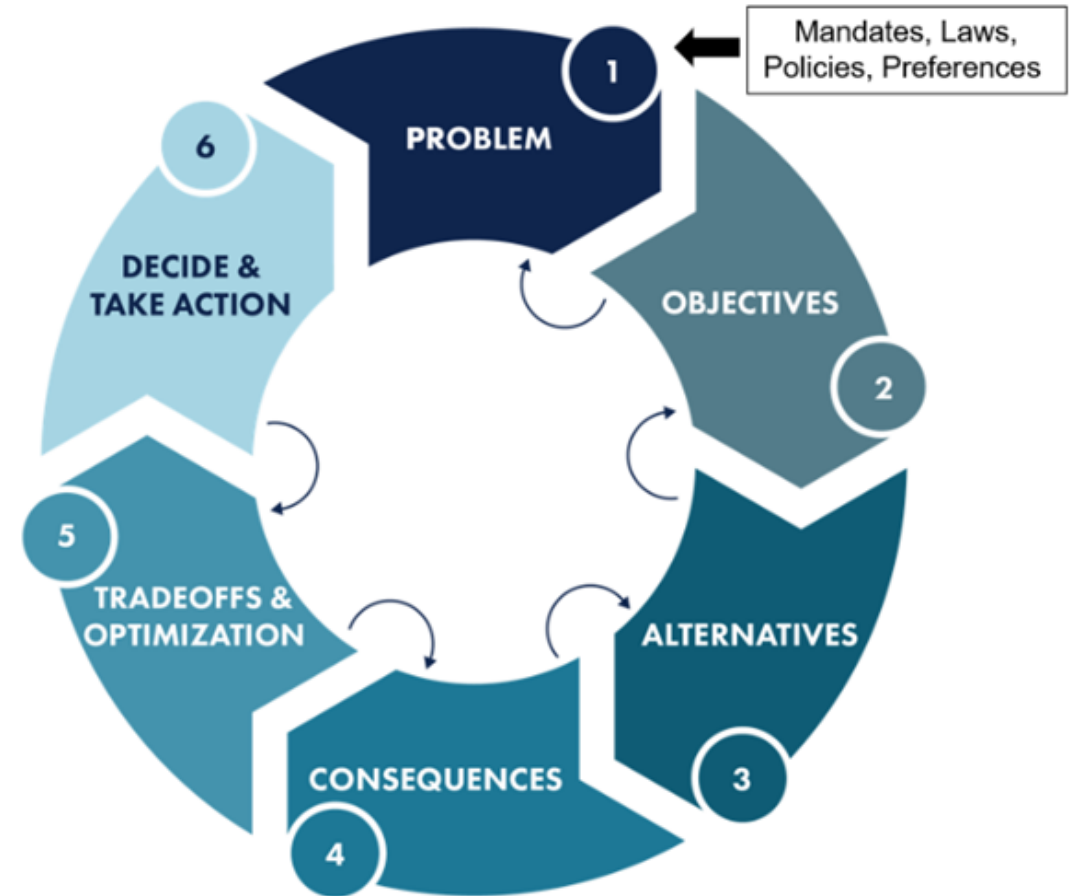 Mandates, Laws,
Policies, Preferences
1
PROBLEM
OBJECTIVES
2
ALTERNATIVES
3
CONSEQUENCES
4
5
TRADEOFFS &
OPTIMIZATION
6
DECIDE &
TAKE ACTION